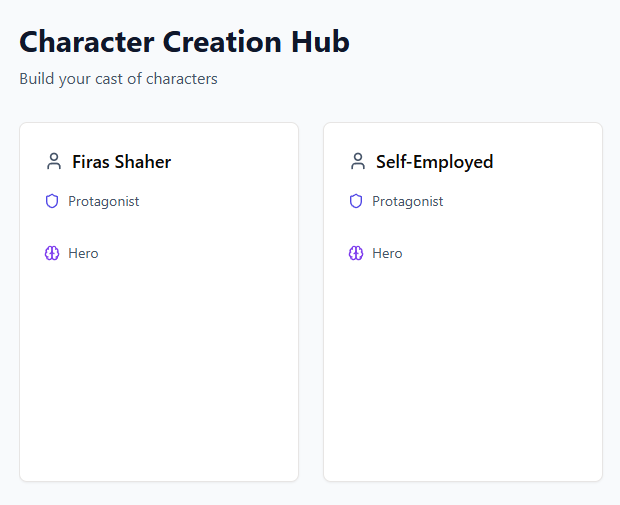 Character Creation Hub
Build your cast of characters
Firas Shaher
Protagonist
Hero
Self-Employed
Protagonist
Hero